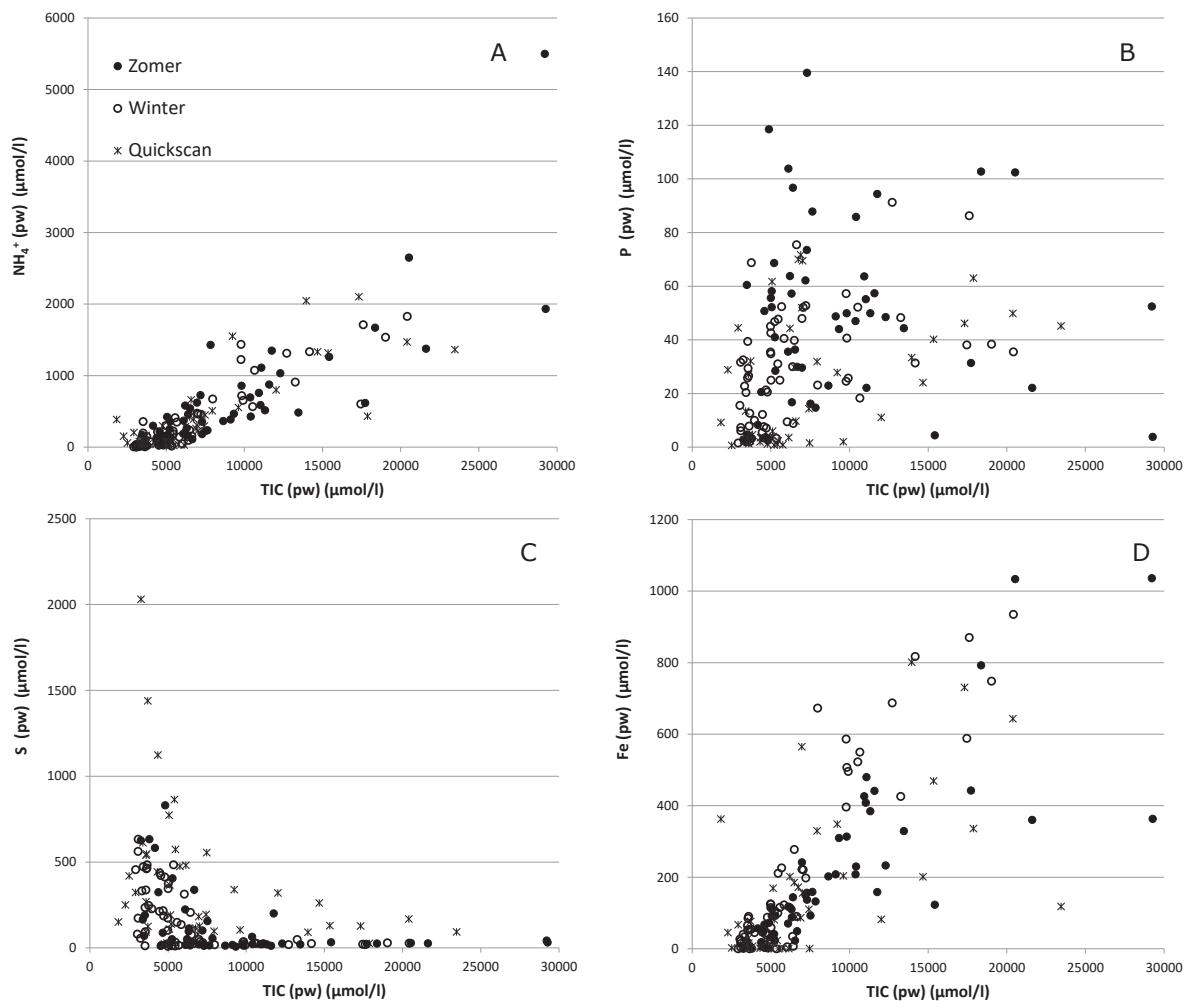 A
6000
5000
4000
3000
2000
1000
0
NH₄⁺ (pw) (µmol/l)
Zomer
Winter
Quickscan
0 5000 10000 15000 20000 25000 30000
TIC (pw) (µmol/l)
B
160
140
120
100
80
60
40
20
0
P (pw) (µmol/l)
0 5000 10000 15000 20000 25000 30000
TIC (pw) (µmol/l)
C
2500
2000
1500
1000
500
0
S (pw) (µmol/l)
0 5000 10000 15000 20000 25000 30000
TIC (pw) (µmol/l)
D
1200
1000
800
600
400
200
0
Fe (pw) (µmol/l)
0 5000 10000 15000 20000 25000 30000
TIC (pw) (µmol/l)